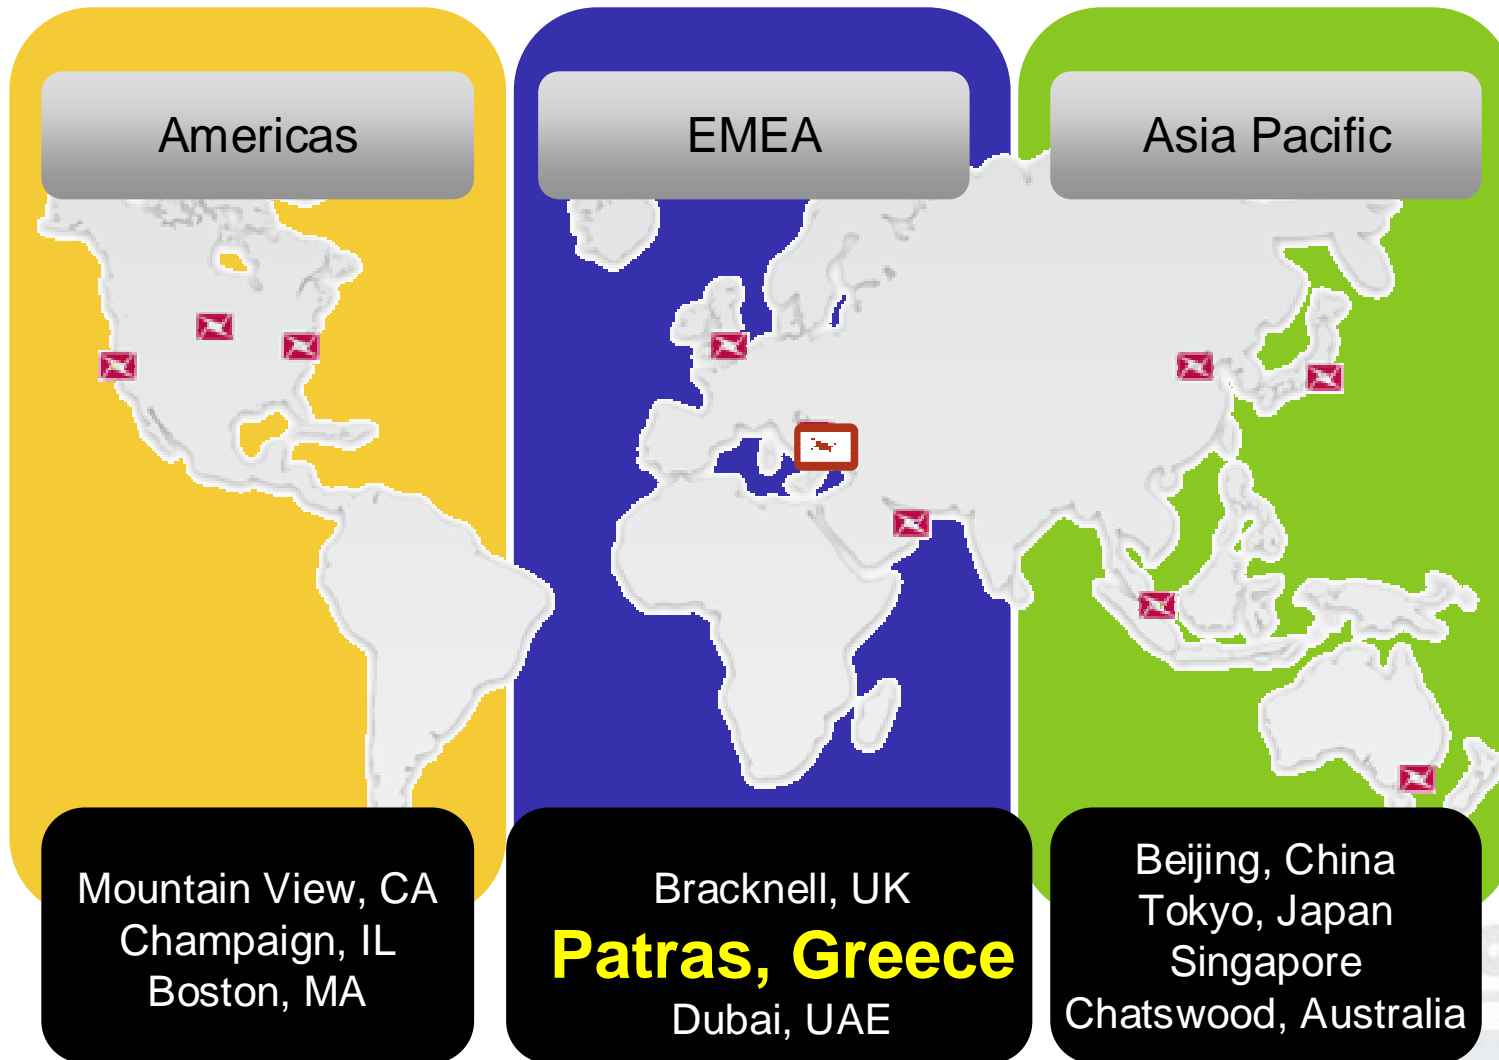 Americas
EMEA
Asia Pacific
Mountain View, CA
Champaign, IL
Boston, MA
Bracknell, UK
Patras, Greece
Dubai, UAE
Beijing, China
Tokyo, Japan
Singapore
Chatswood, Australia